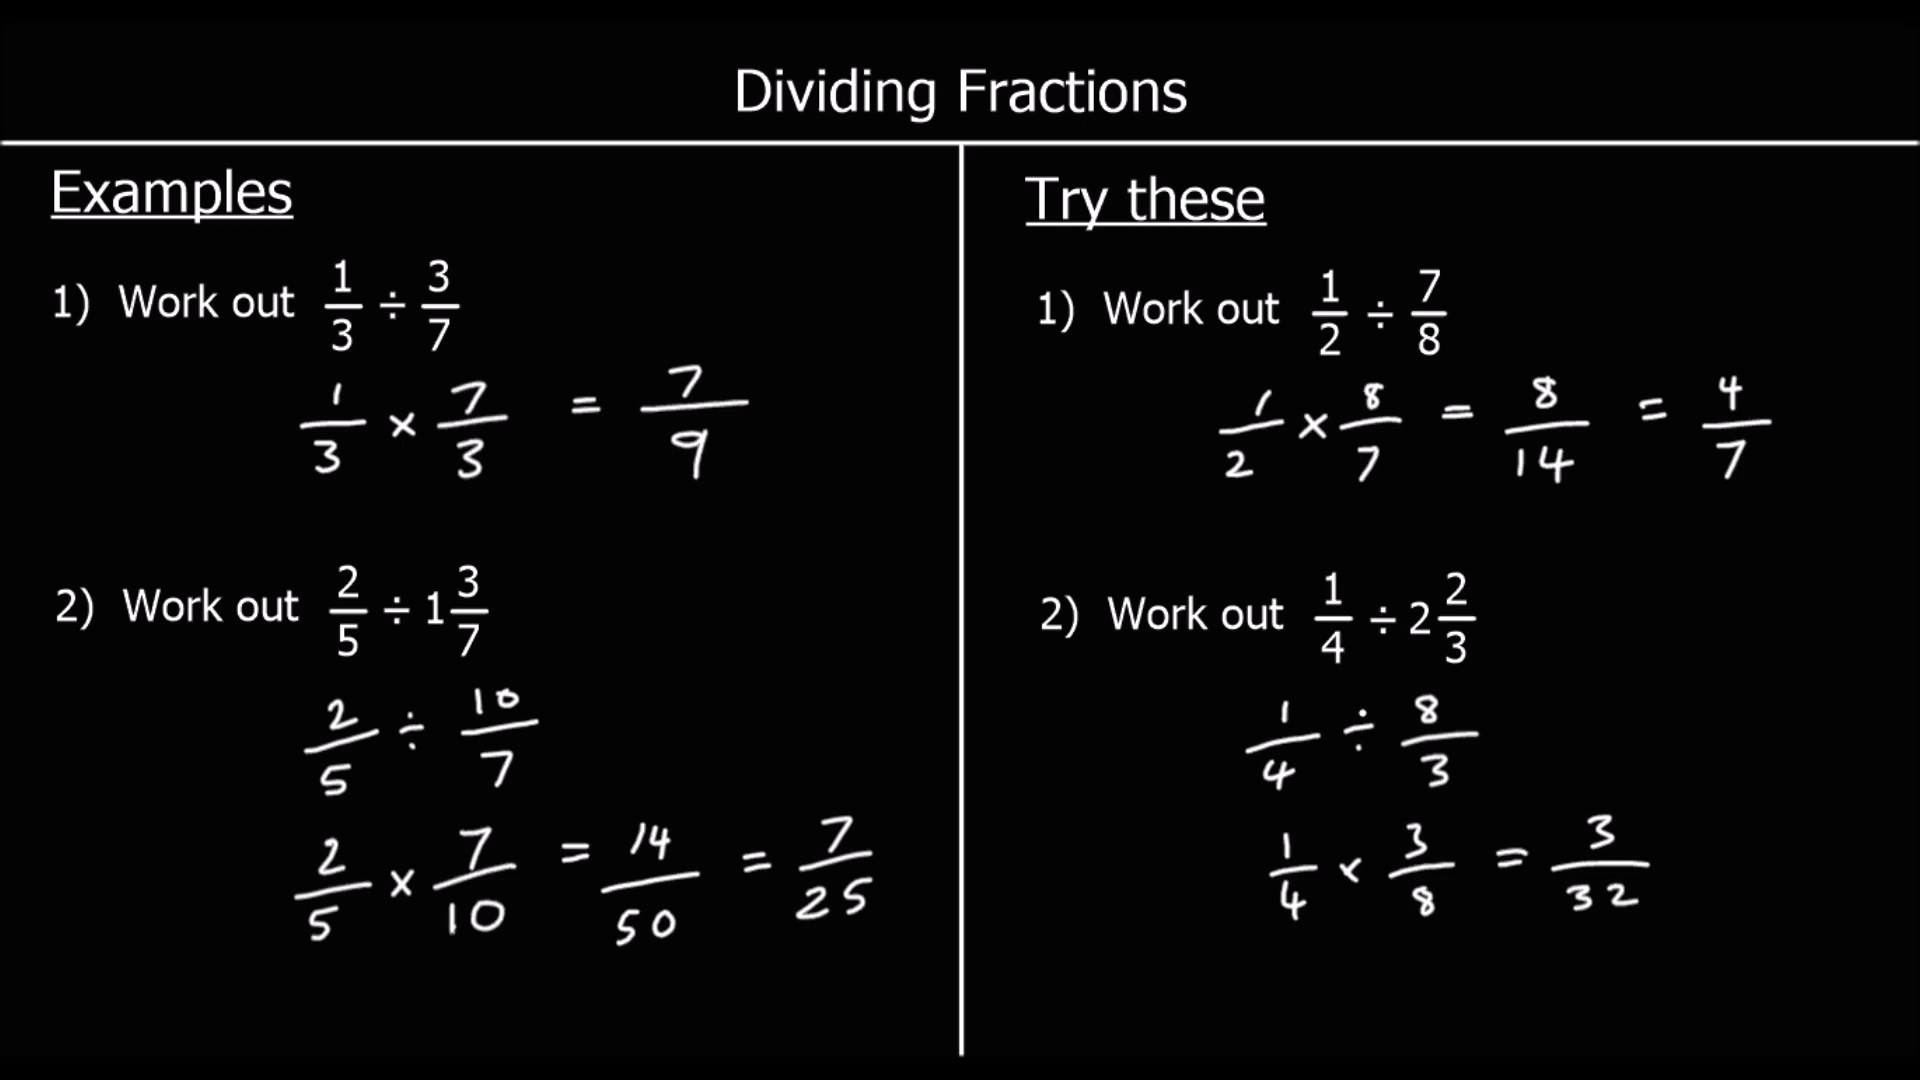 Dividing Fractions
Examples
1) Work out 1/3 ÷ 3/7
1/3 × 7/3 = 7/9
2) Work out 2/5 ÷ 1 3/7
2/5 ÷ 10/7
2/5 × 7/10 = 14/50 = 7/25
Try these
1) Work out 1/2 ÷ 7/8
1/2 × 8/7 = 8/14 = 4/7
2) Work out 1/4 ÷ 2 2/3
1/4 ÷ 8/3
1/4 × 3/8 = 3/32